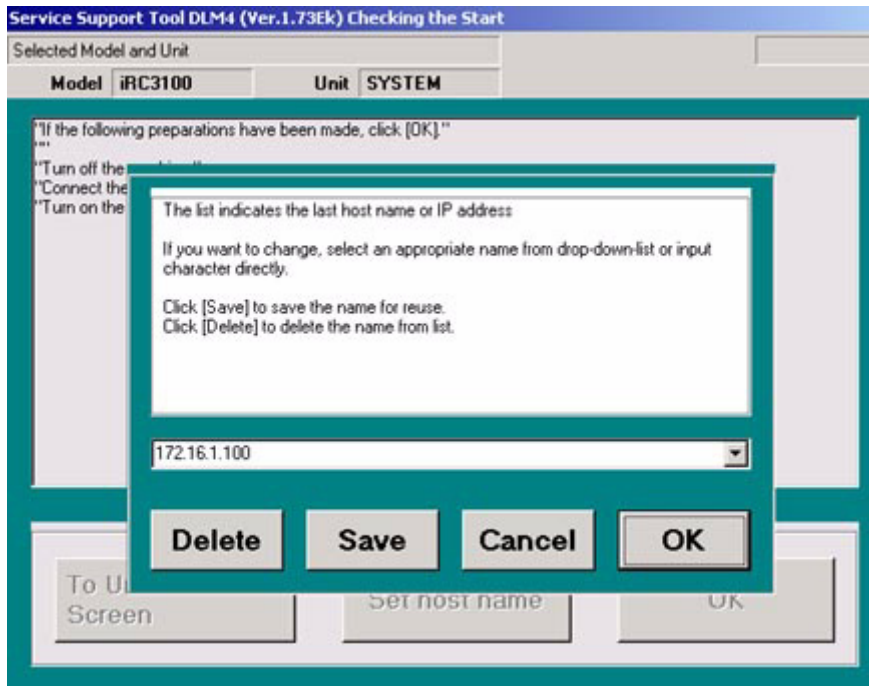 Service Support Tool DLM4 (Ver.1.73Ek) Checking the Start
Selected Model and Unit
Model iRC3100 Unit SYSTEM
"If the following preparations have been made, click [OK]."
""
"Turn off the
"Connect the
"Turn on the
The list indicates the last host name or IP address
If you want to change, select an appropriate name from drop-down-list or input
character directly.
Click [Save] to save the name for reuse.
Click [Delete] to delete the name from list.
172.16.1.100
Delete Save Cancel OK
To
Screen
Set host name
OK